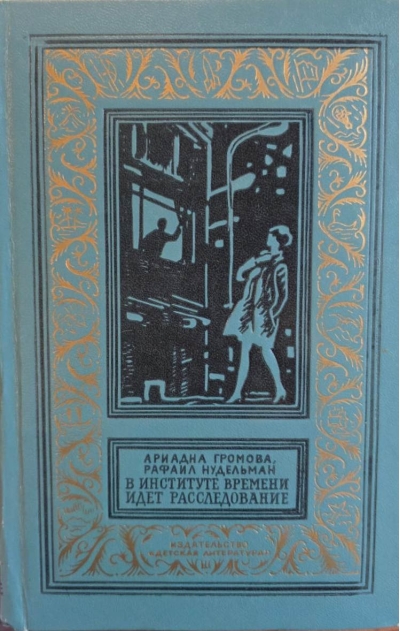 АРИАДНА ГРОМОВА,
РАФАИЛ НУДЕЛЬМАН
В ИНСТИТУТЕ ВРЕМЕНИ
ИДЕТ РАССЛЕДОВАНИЕ
ИЗДАТЕЛЬСТВО
«ДЕТСКАЯ ЛИТЕРАТУРА»